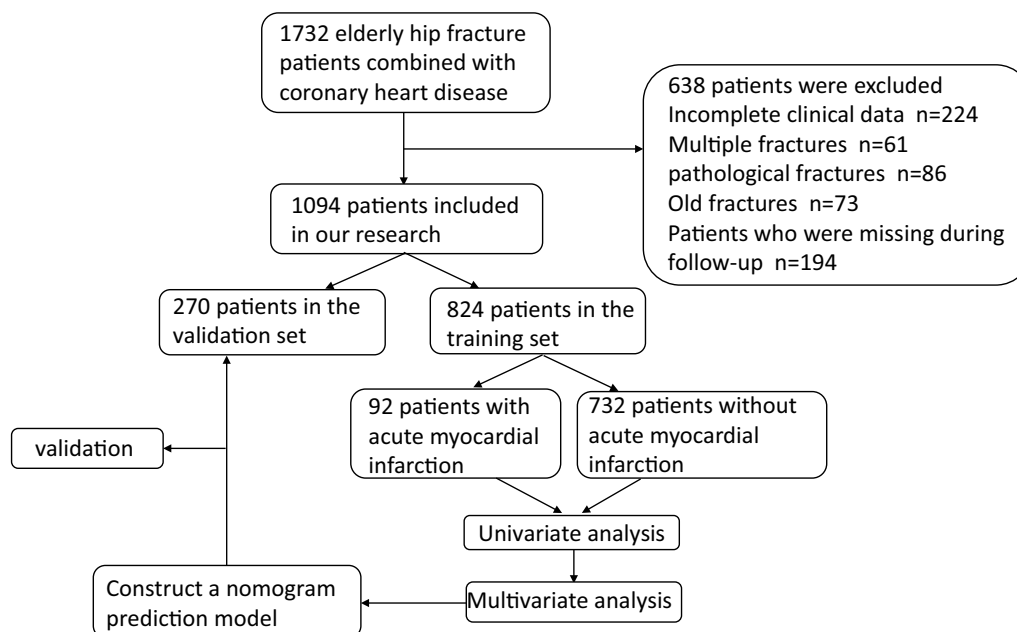 1732 elderly hip fracture
patients combined with
coronary heart disease
638 patients were excluded
Incomplete clinical data n=224
Multiple fractures n=61
pathological fractures n=86
Old fractures n=73
Patients who were missing during
follow-up n=194
1094 patients included
in our research
270 patients in the
validation set
824 patients in the
training set
92 patients with
acute myocardial
infarction
732 patients without
acute myocardial
infarction
validation
Univariate analysis
Construct a nomogram
prediction model
Multivariate analysis